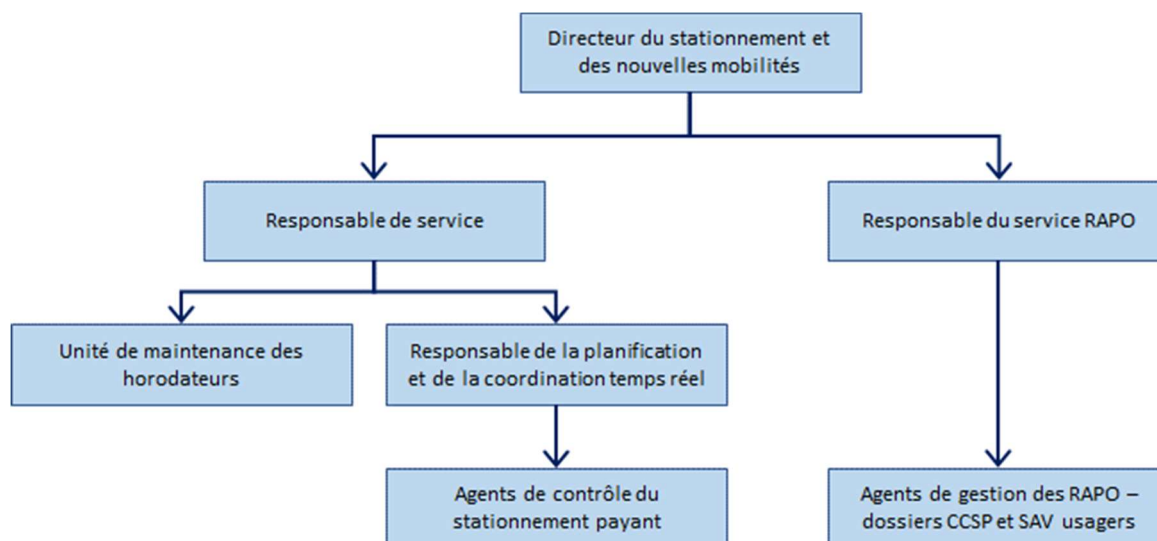 Directeur du stationnement et
des nouvelles mobilités
Responsable de service
Responsable du service RAPO
Unité de maintenance des
horodateurs
Responsable de la planification
et de la coordination temps réel
Agents de contrôle du
stationnement payant
Agents de gestion des RAPO –
dossiers CCSP et SAV usagers